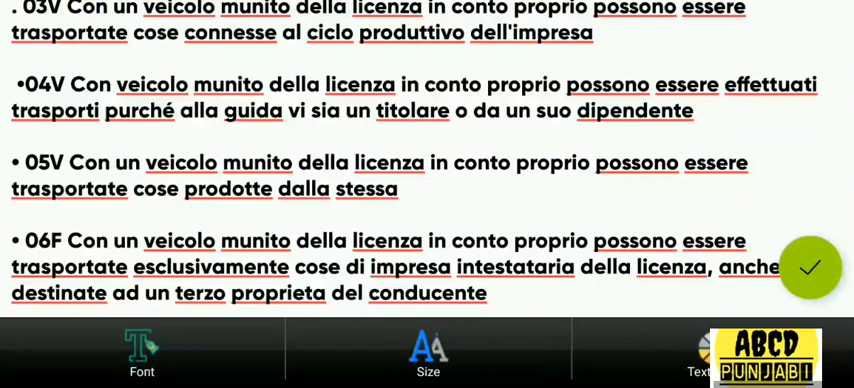 . 03V Con un veicolo munito della licenza in conto proprio possono essere
trasportate cose connesse al ciclo produttivo dell'impresa
•04V Con veicolo munito della licenza in conto proprio possono essere effettuati
trasporti purché alla guida vi sia un titolare o da un suo dipendente
• 05V Con un veicolo munito della licenza in conto proprio possono essere
trasportate cose prodotte dalla stessa
• 06F Con un veicolo munito della licenza in conto proprio possono essere
trasportate esclusivamente cose di impresa intestataria della licenza, anche
destinate ad un terzo proprieta del conducente
Font
Size
Text
ABCD
PUNJABI